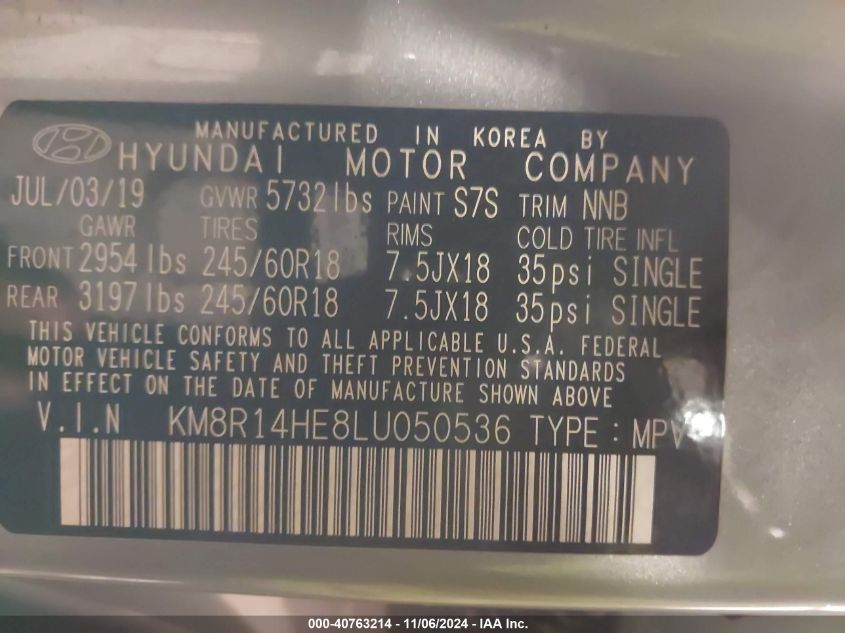 MANUFACTURED IN KOREA BY
HYUNDAI MOTOR COMPANY
JUL/03/19 GVWR 5732lbs PAINT S7S TRIM NNB
GAWR TIRES RIMS COLD TIRE INFL
FRONT 2954lbs 245/60R18 7.5JX18 35psi SINGLE
REAR 3197lbs 245/60R18 7.5JX18 35psi SINGLE
THIS VEHICLE CONFORMS TO ALL APPLICABLE U.S.A. FEDERAL
MOTOR VEHICLE SAFETY AND THEFT PREVENTION STANDARDS
IN EFFECT ON THE DATE OF MANUFACTURE SHOWN ABOVE
V.I.N KM8R14HE8LU050536 TYPE : MPV
000-40763214 - 11/06/2024 - IAA Inc.